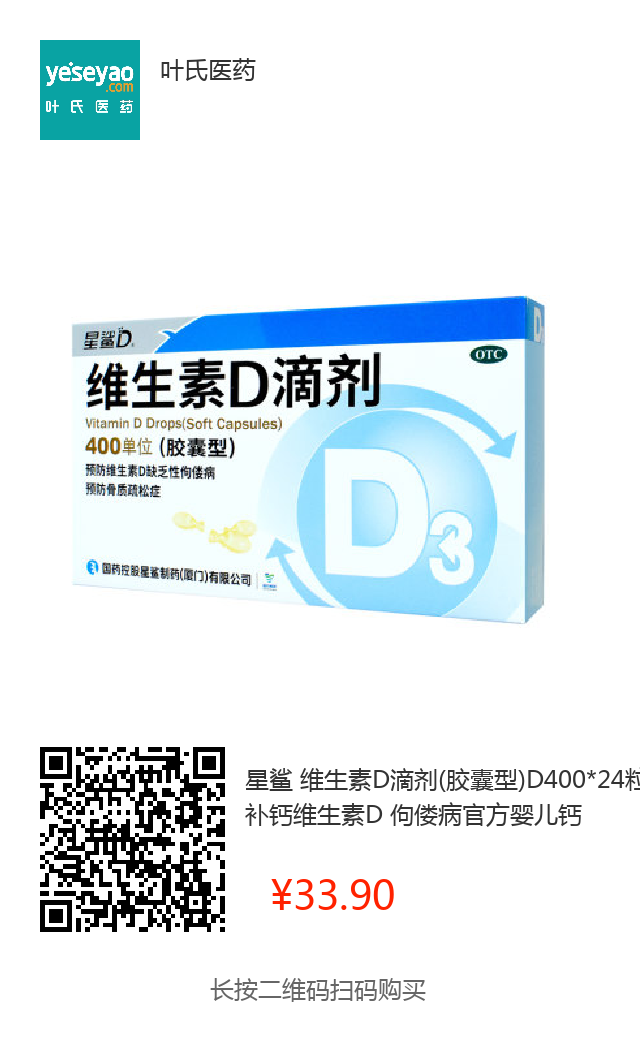 yeseyao
.com
叶氏医药
叶氏医药
星鲨D
OTC
维生素D滴剂
Vitamin D Drops(Soft Capsules)
400单位(胶囊型)
预防维生素D缺乏性佝偻病
预防骨质疏松症
D3
D
国药控股星鲨制药(厦门)有限公司
星鲨 维生素D滴剂(胶囊型)D400*24粒
补钙维生素D 佝偻病官方婴儿钙
¥33.90
长按二维码扫码购买